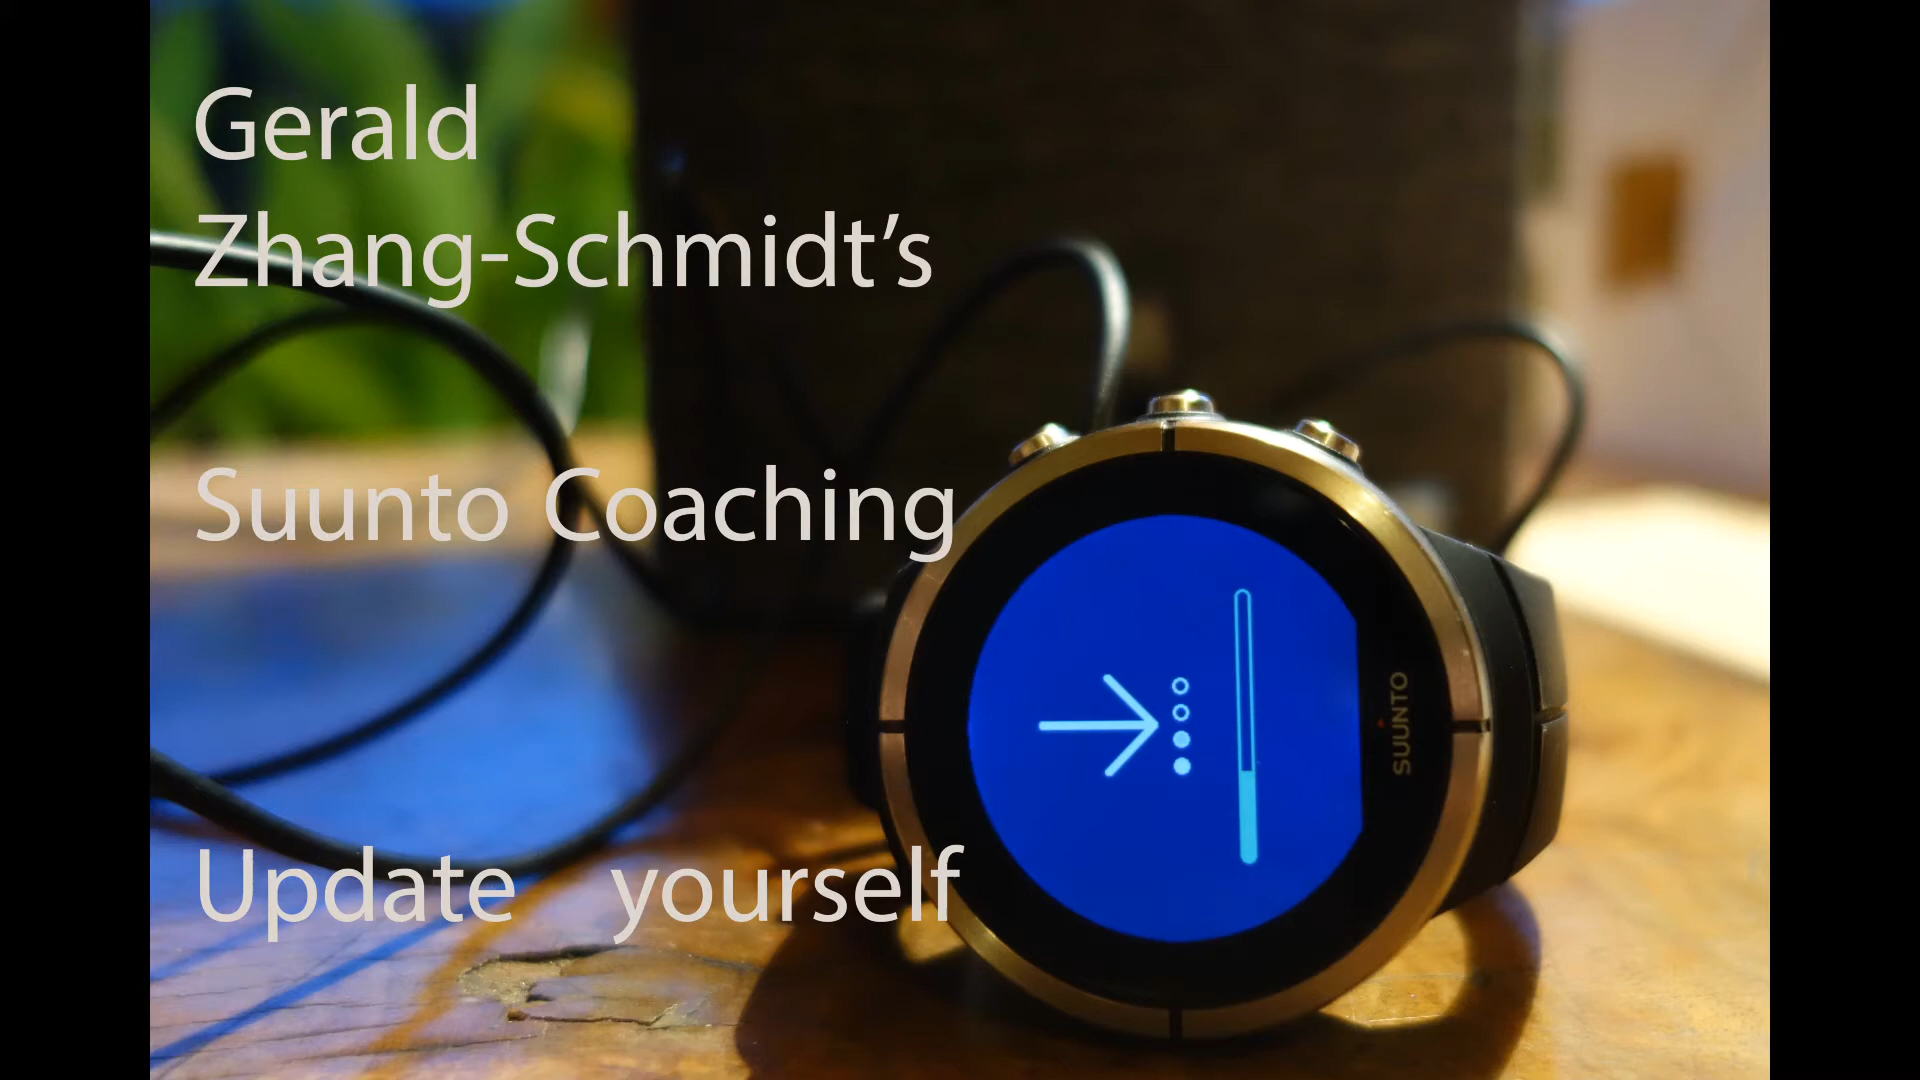 Gerald
Zhang-Schmidt’s
Suunto Coaching
Update yourself
SUUNTO